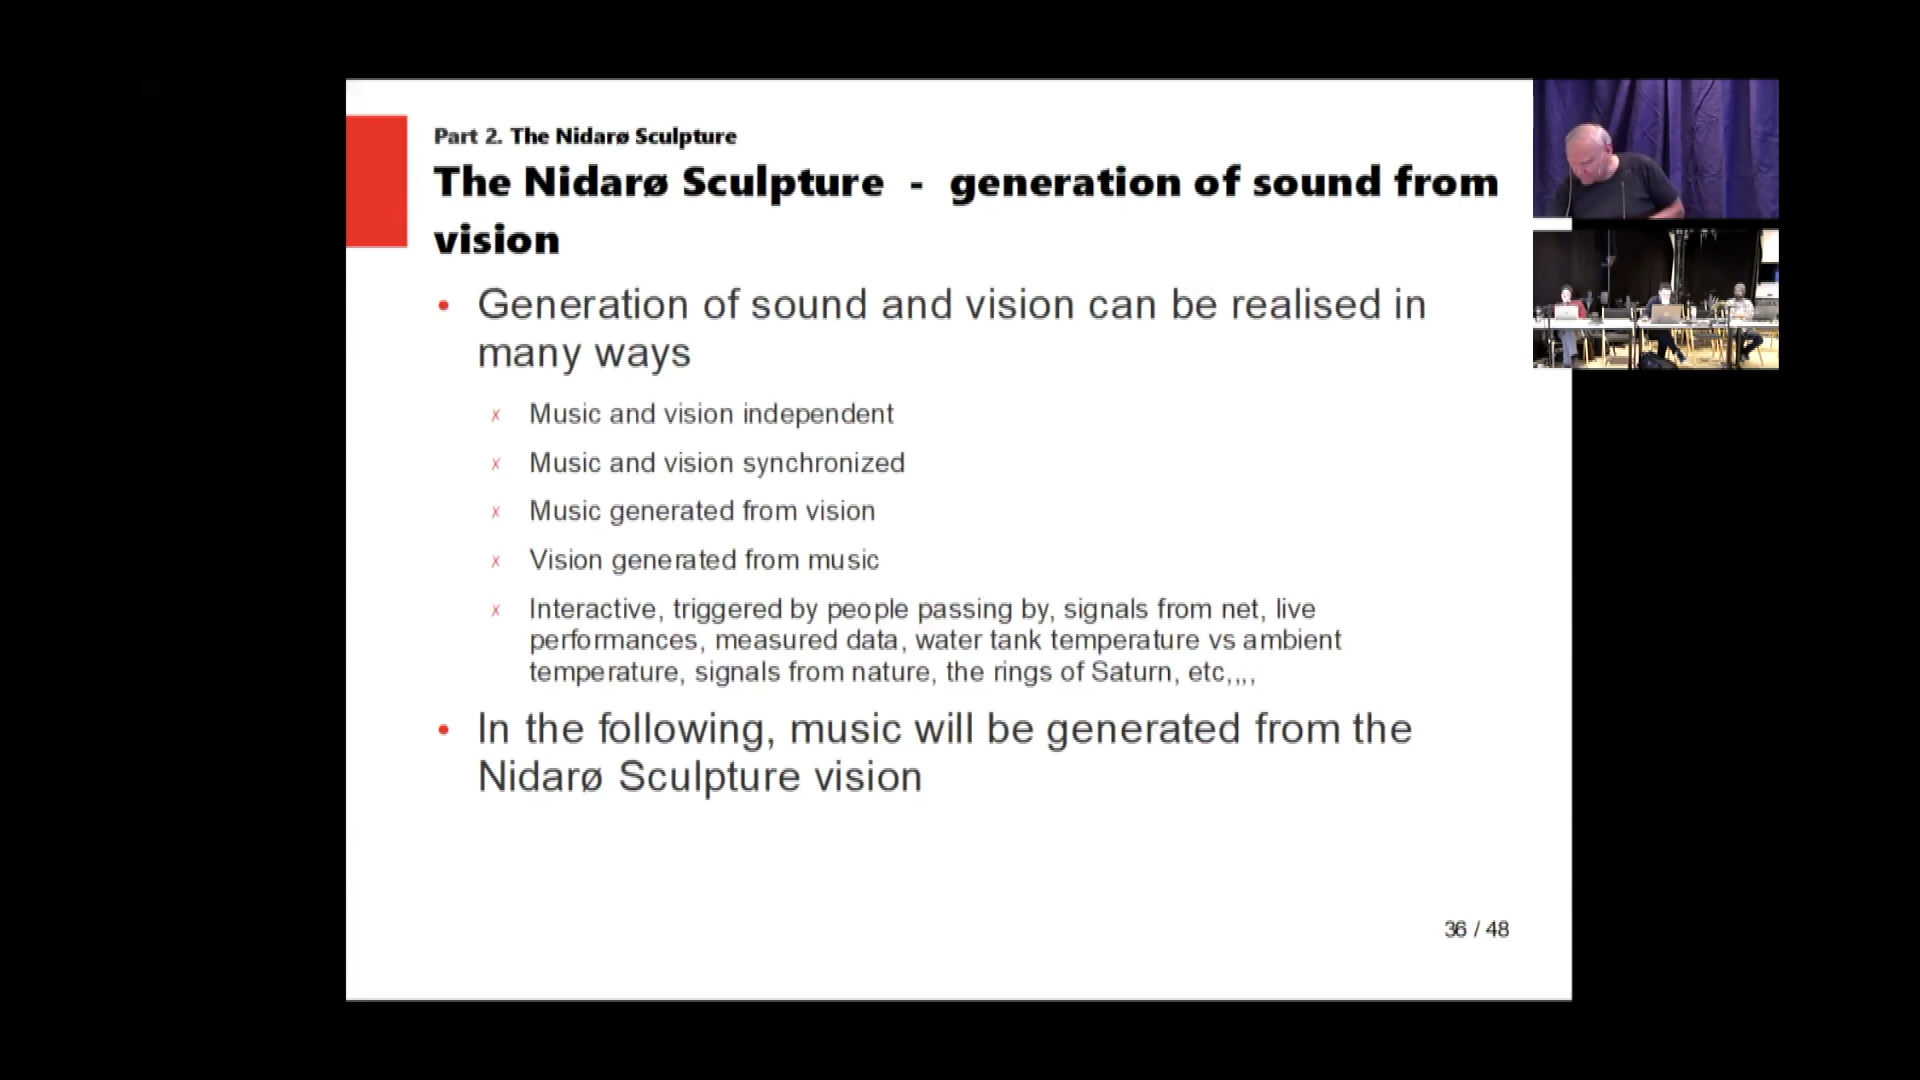 Part 2. The Nidarø Sculpture
The Nidarø Sculpture - generation of sound from
vision
• Generation of sound and vision can be realised in
many ways
x Music and vision independent
x Music and vision synchronized
x Music generated from vision
x Vision generated from music
x Interactive, triggered by people passing by, signals from net, live
performances, measured data, water tank temperature vs ambient
temperature, signals from nature, the rings of Saturn, etc,,,,
• In the following, music will be generated from the
Nidarø Sculpture vision
36 / 48